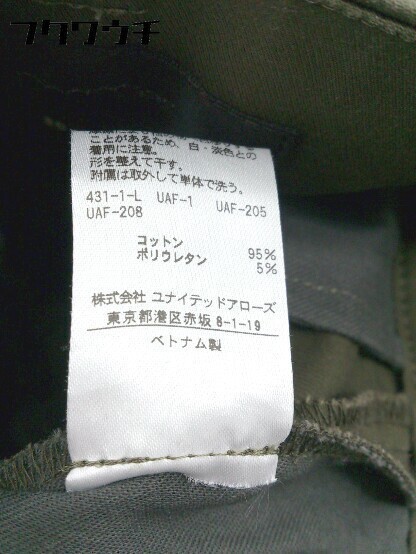 フクワウチ
ことがあるため、白・淡色との
着用に注意。
形を整えて干す。
附属は取外して単体で洗う。
431-1-L UAF-1 UAF-205
UAF-208
コットン 95%
ポリウレタン 5%
株式会社 ユナイテッドアローズ
東京都港区赤坂 8-1-19
ベトナム製